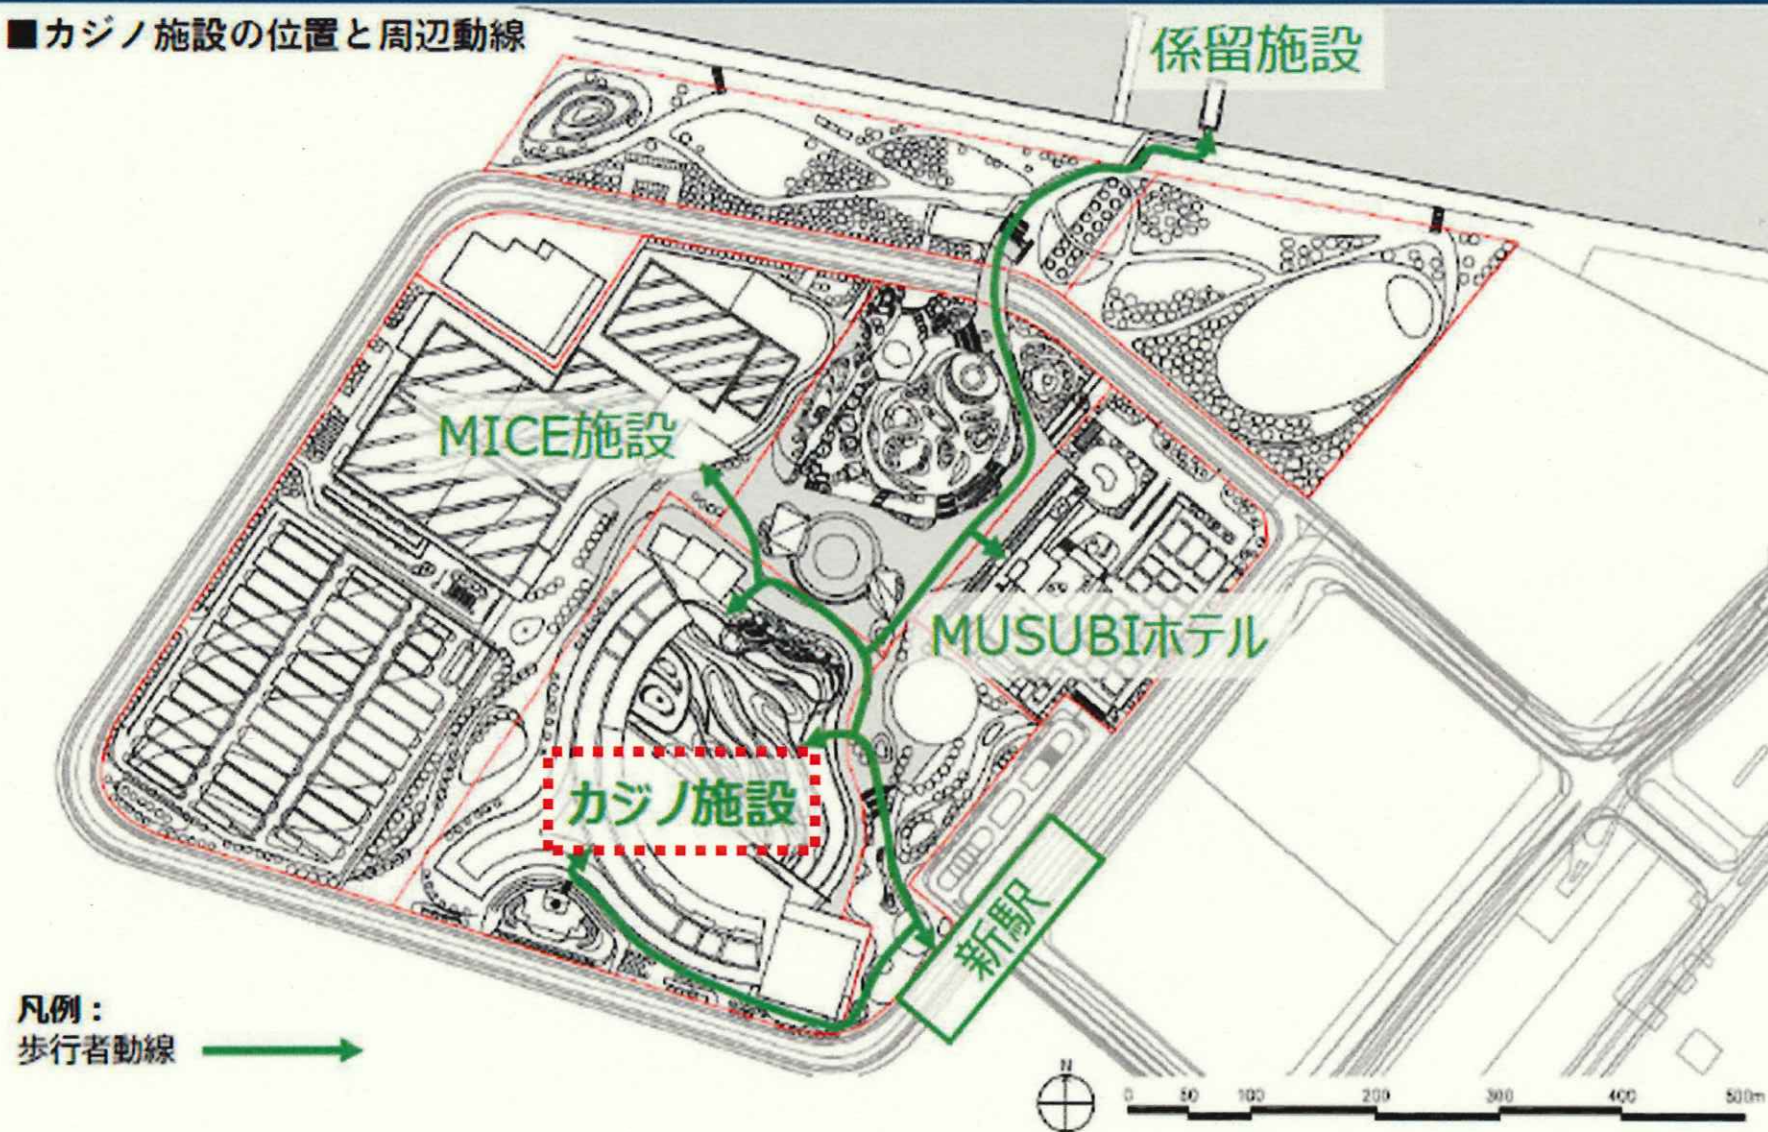 ■カジノ施設の位置と周辺動線
係留施設
MICE施設
MUSUBIホテル
カジノ施設
新駅
凡例：
歩行者動線
N
0 50 100 200 300 400 500m